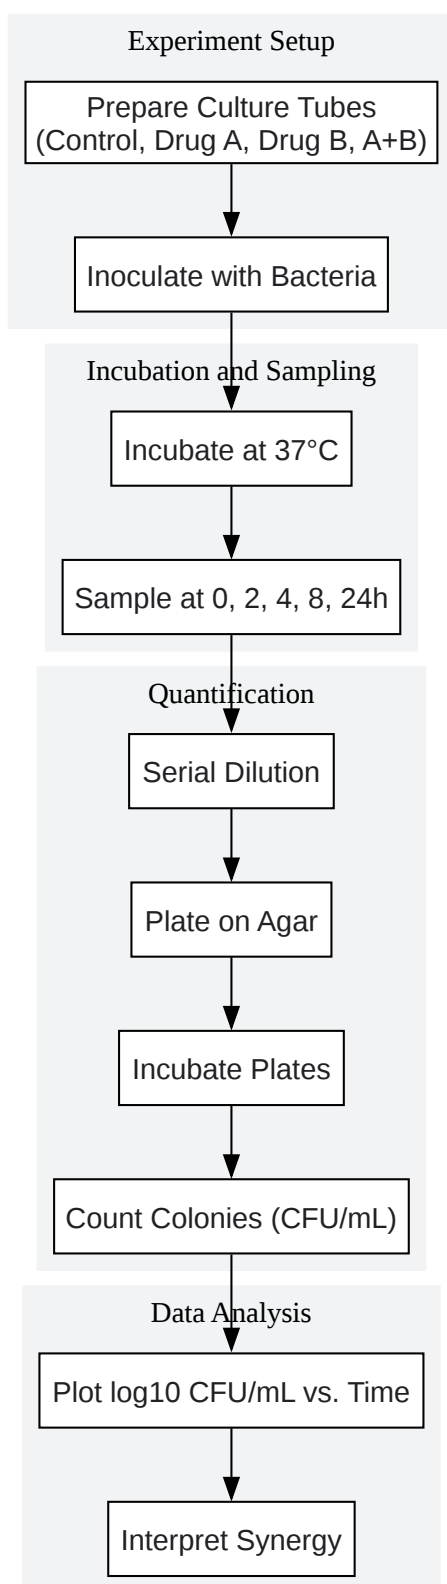 Experiment Setup
Prepare Culture Tubes
(Control, Drug A, Drug B, A+B)
Inoculate with Bacteria
Incubation and Sampling
Incubate at 37°C
Sample at 0, 2, 4, 8, 24h
Quantification
Serial Dilution
Plate on Agar
Incubate Plates
Count Colonies (CFU/mL)
Data Analysis
Plot log10 CFU/mL vs. Time
Interpret Synergy